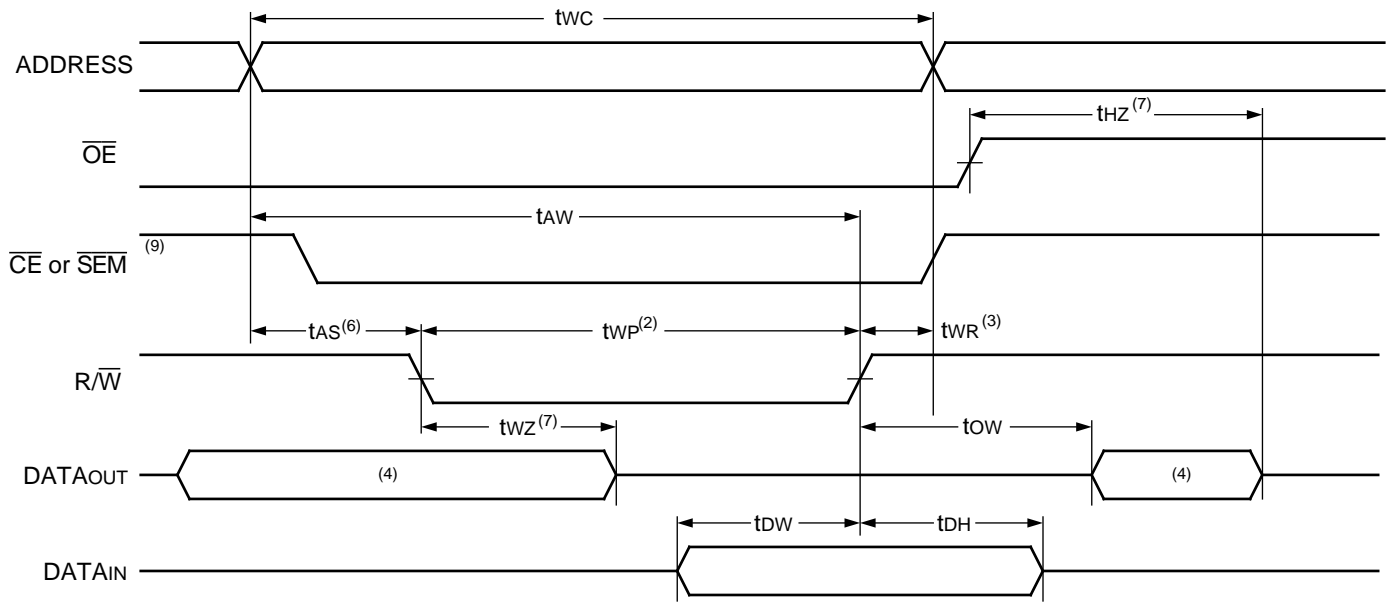 tWC
ADDRESS
tHZ(7)
OE
tAW
CE or SEM (9)
tAS(6)
tWP(2)
tWR(3)
R/W
tWZ(7)
tOW
DATAOUT
(4)
(4)
tDW
tDH
DATAIN